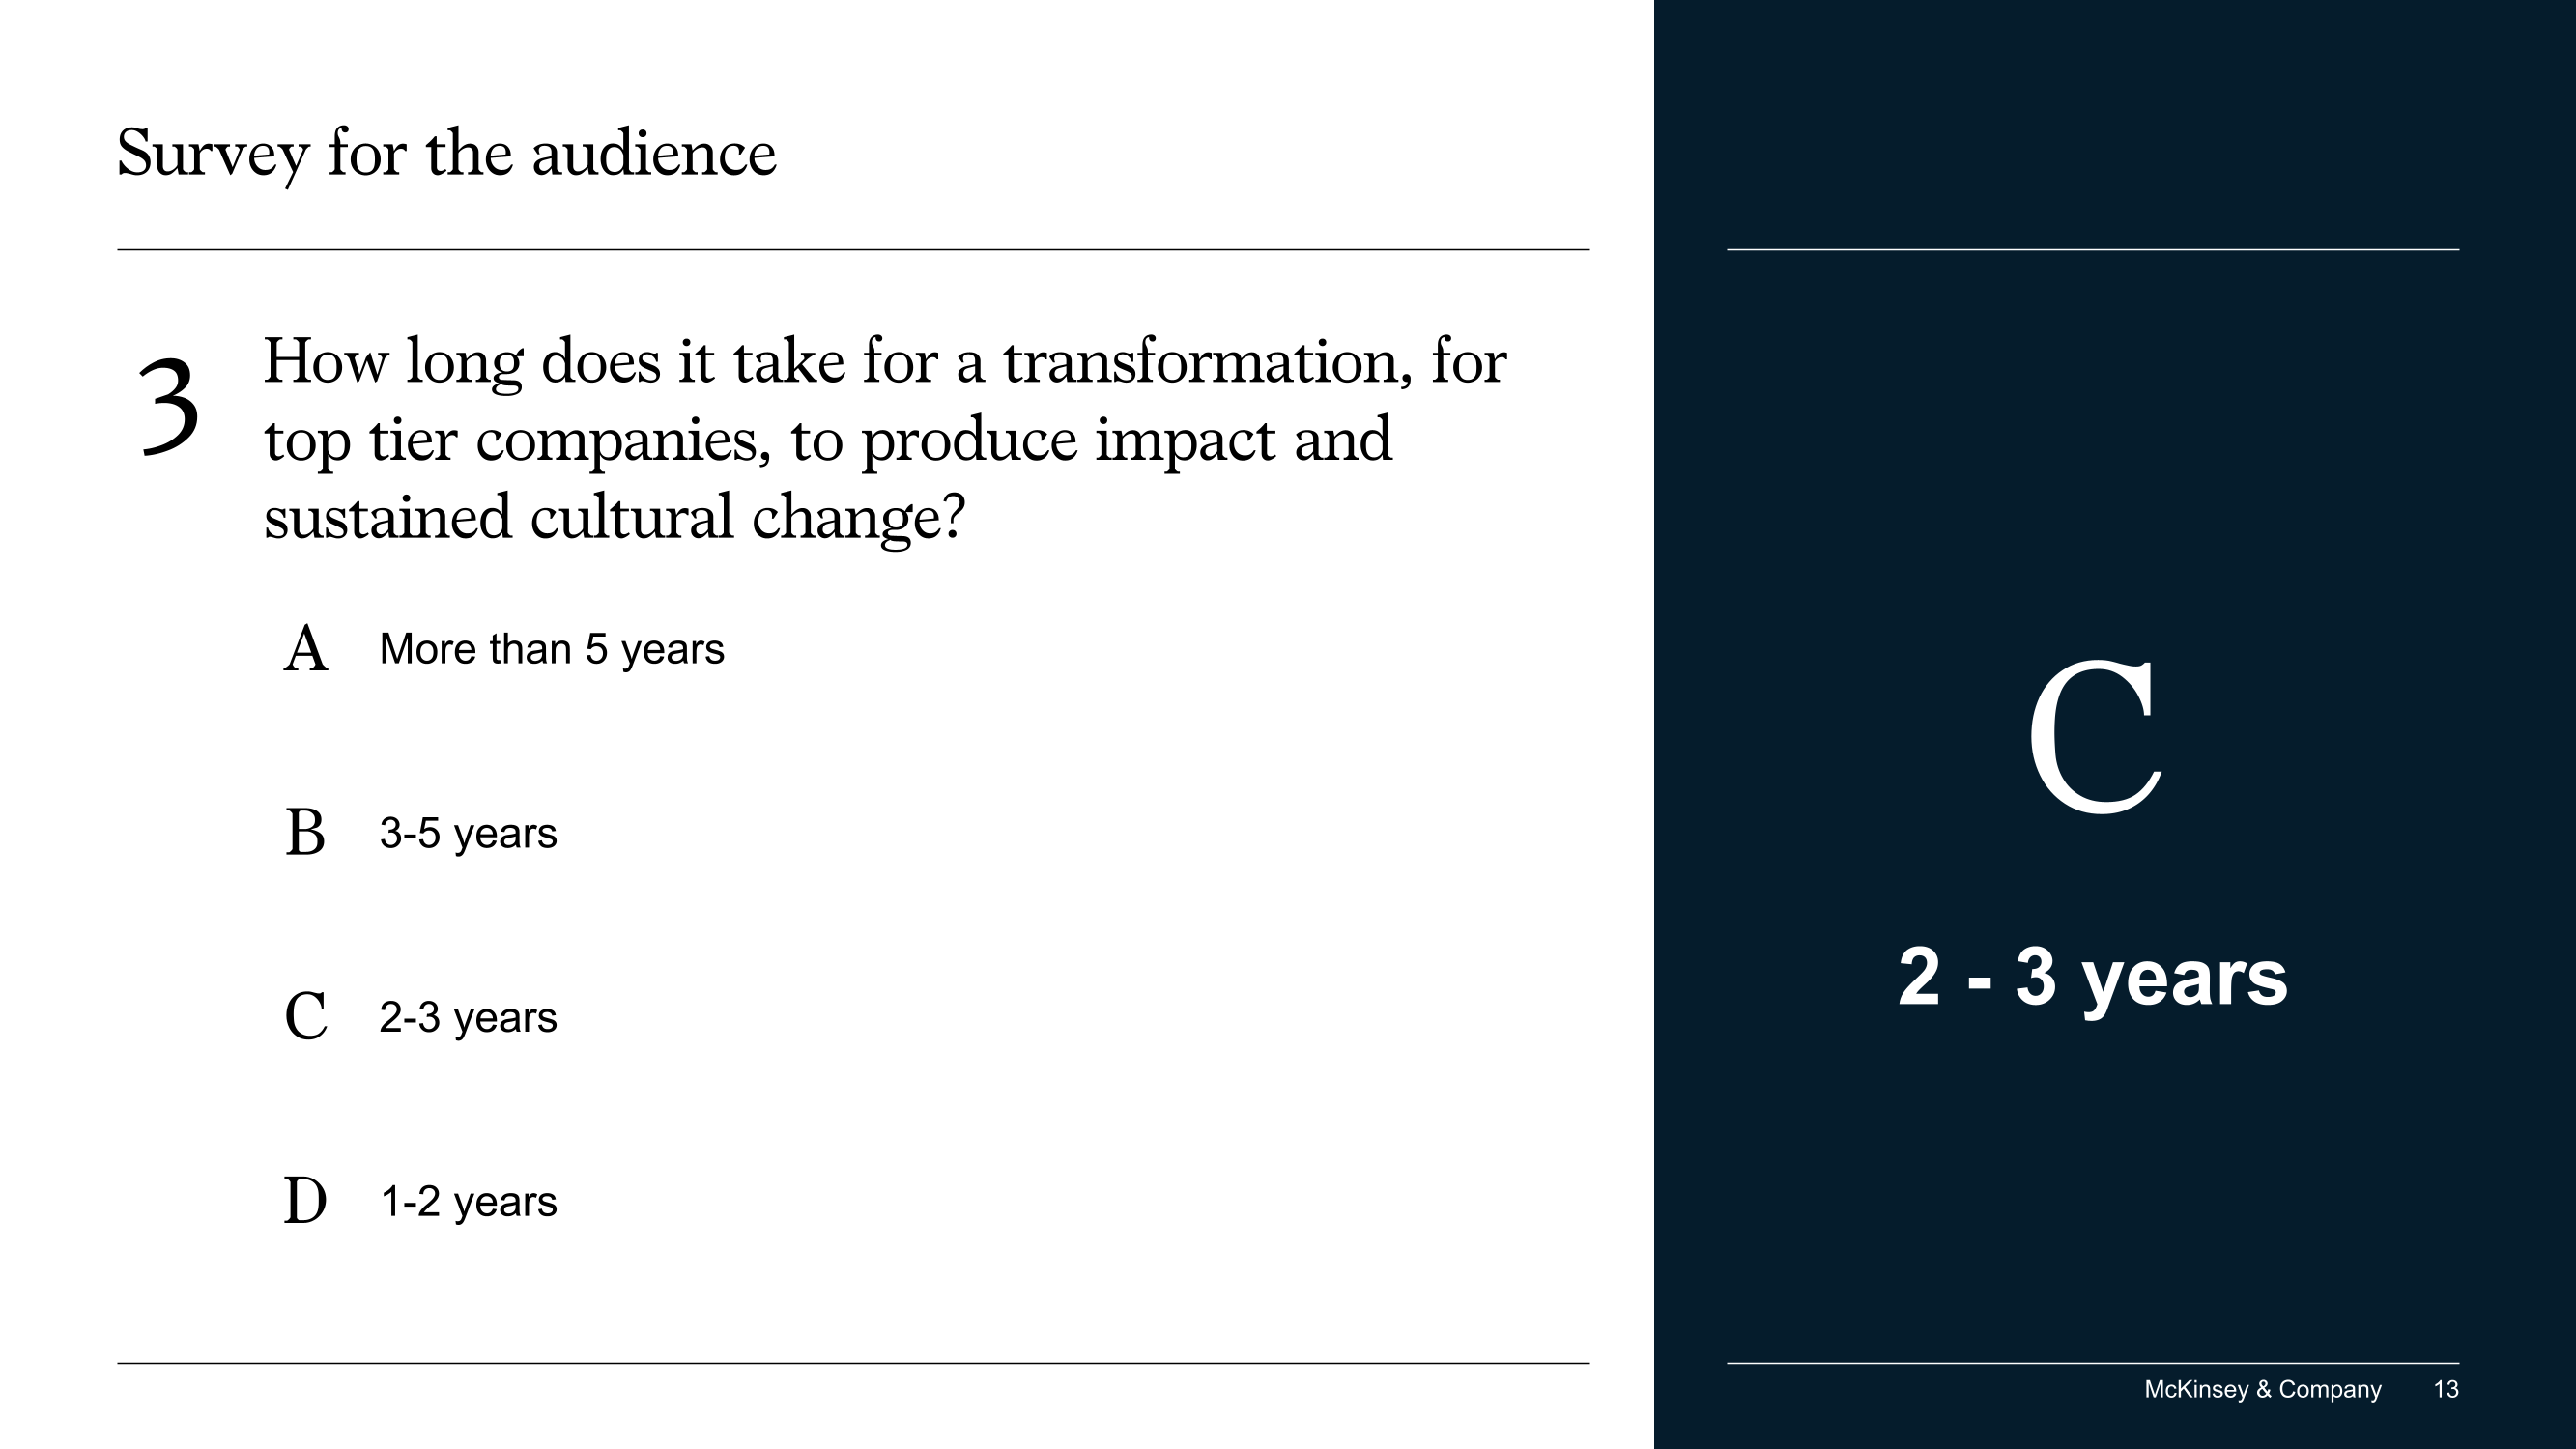 Survey for the audience
3
How long does it take for a transformation, for
top tier companies, to produce impact and
sustained cultural change?
A More than 5 years
B 3-5 years
C 2-3 years
D 1-2 years
C
2 - 3 years
McKinsey & Company 13